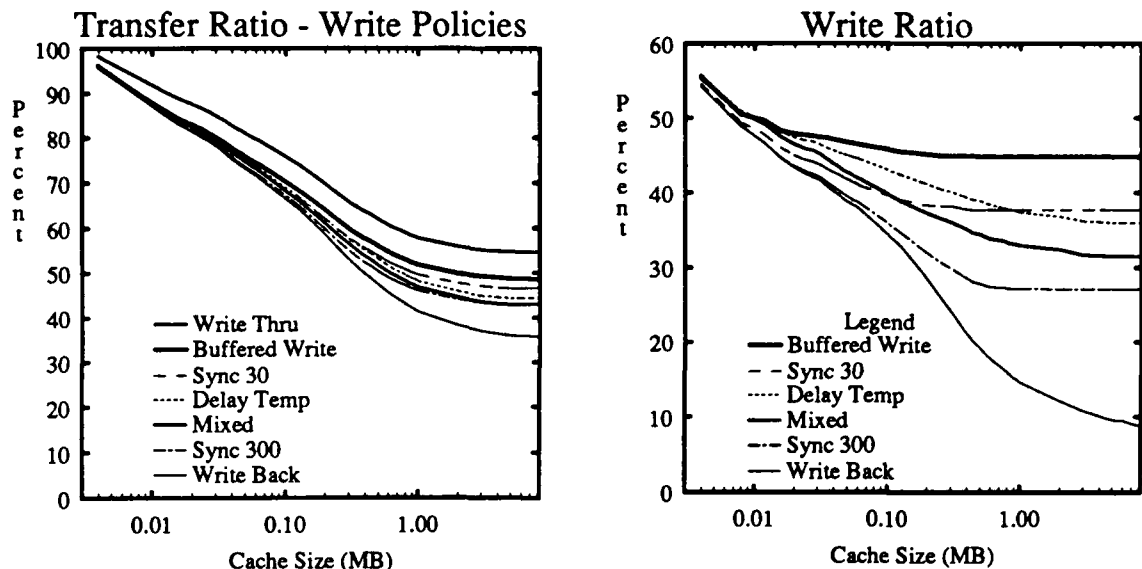 Transfer Ratio - Write Policies
100
90
80
70
60
50
40
30
20
10
0
Percent
Write Thru
Buffered Write
Sync 30
Delay Temp
Mixed
Sync 300
Write Back
0.01 0.10 1.00
Cache Size (MB)
Write Ratio
60
50
40
30
20
10
0
Percent
Legend
Buffered Write
Sync 30
Delay Temp
Mixed
Sync 300
Write Back
0.01 0.10 1.00
Cache Size (MB)